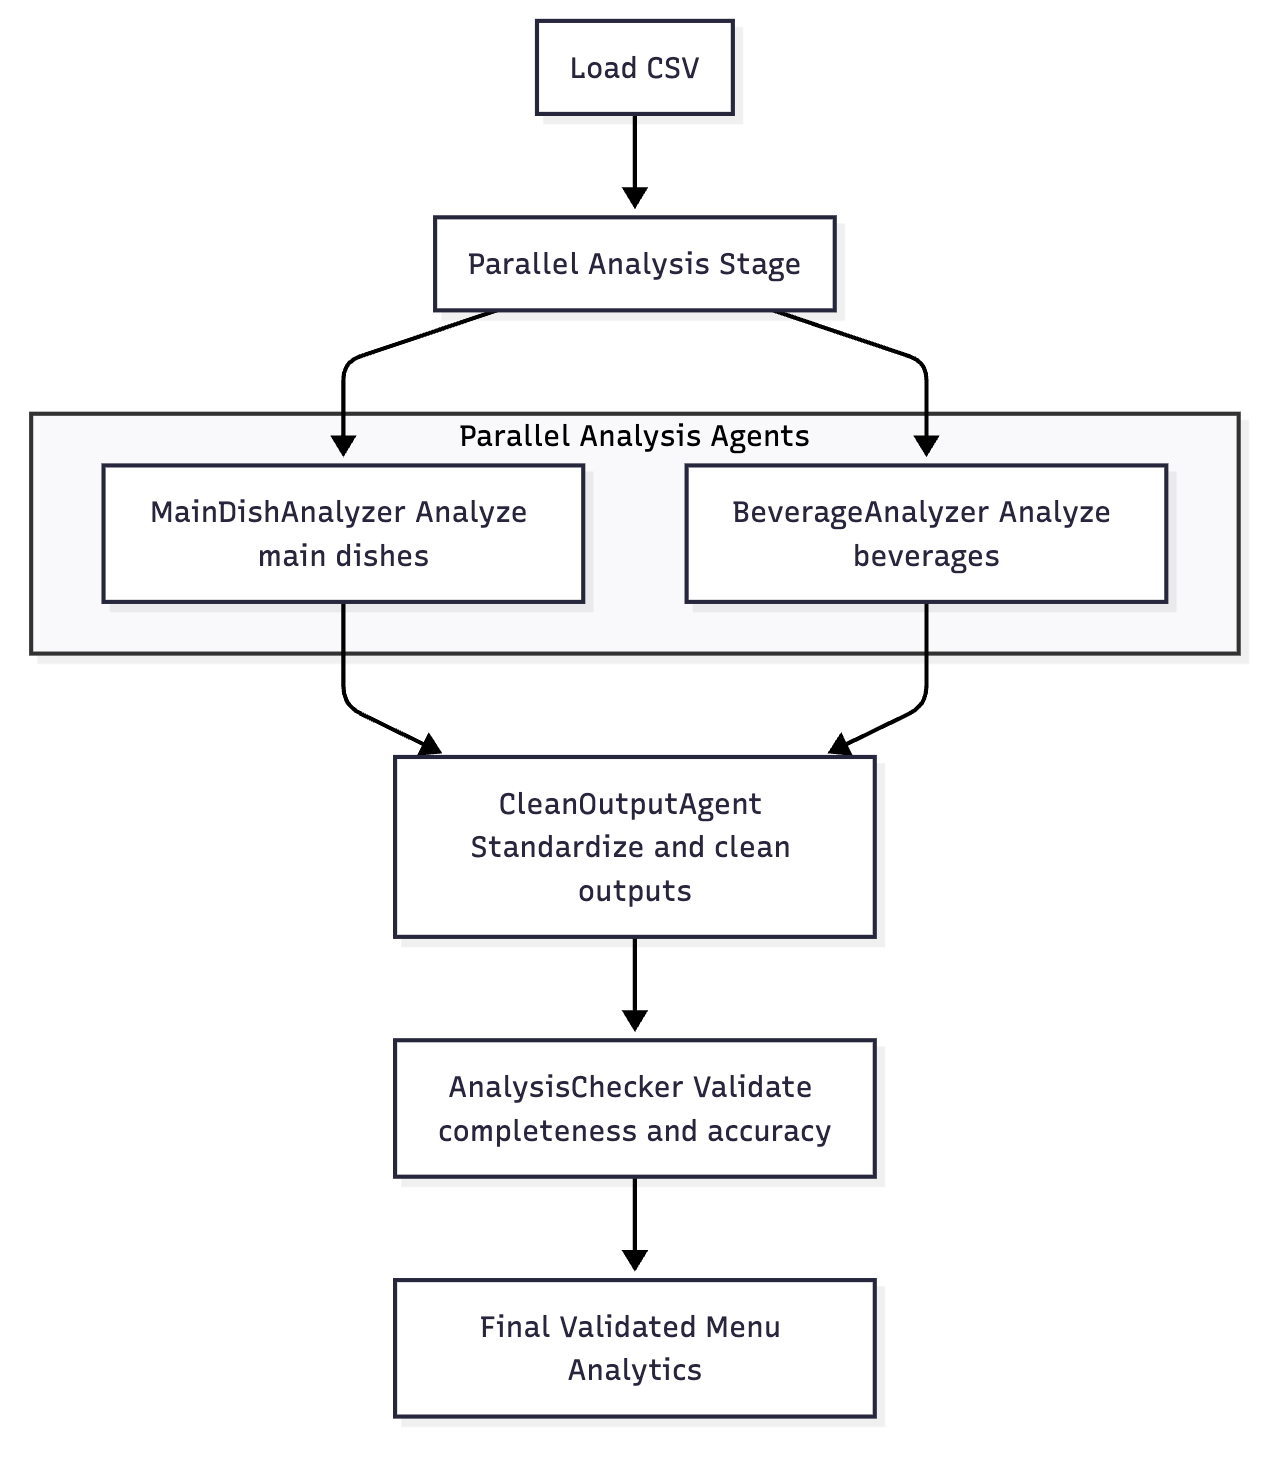 Load CSV
Parallel Analysis Stage
Parallel Analysis Agents
MainDishAnalyzer Analyze
main dishes
BeverageAnalyzer Analyze
beverages
CleanOutputAgent
Standardize and clean
outputs
AnalysisChecker Validate
completeness and accuracy
Final Validated Menu
Analytics